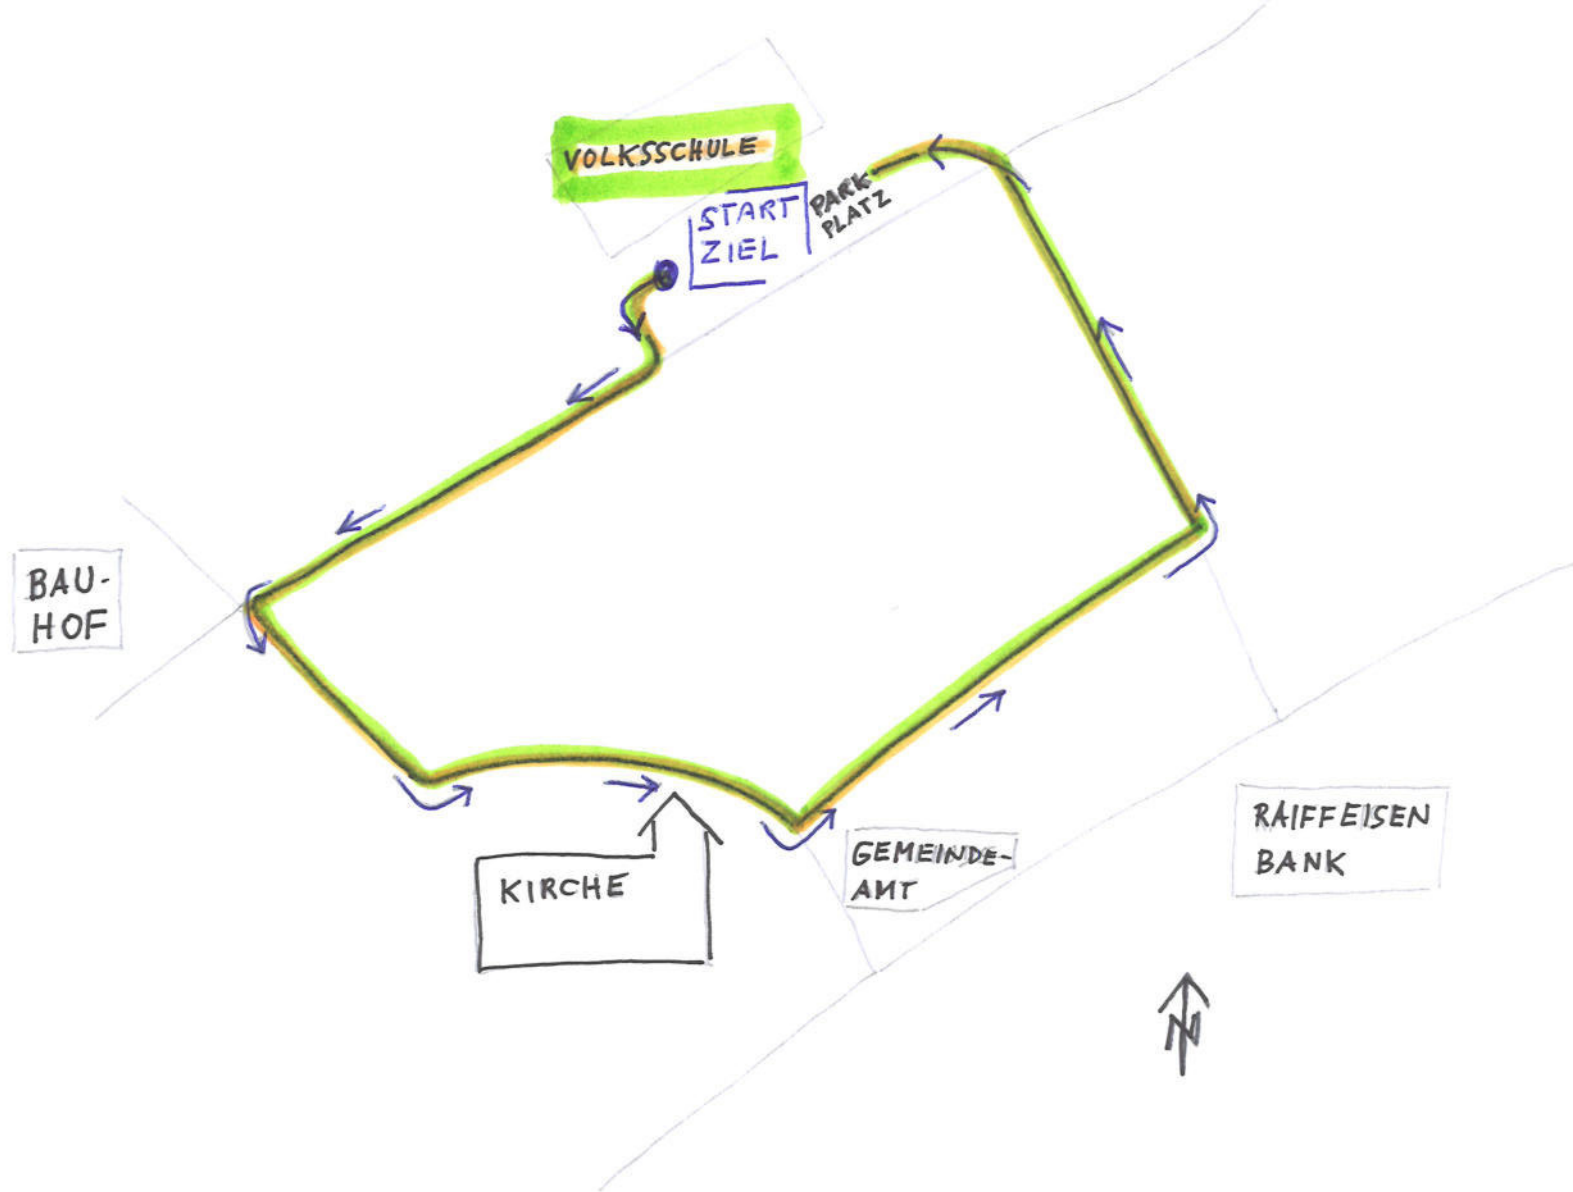 VOLKSSCHULE
START
ZIEL
PARK
PLATZ
BAU-
HOF
KIRCHE
GEMEINDE-
AMT
RAIFFEISEN
BANK
N